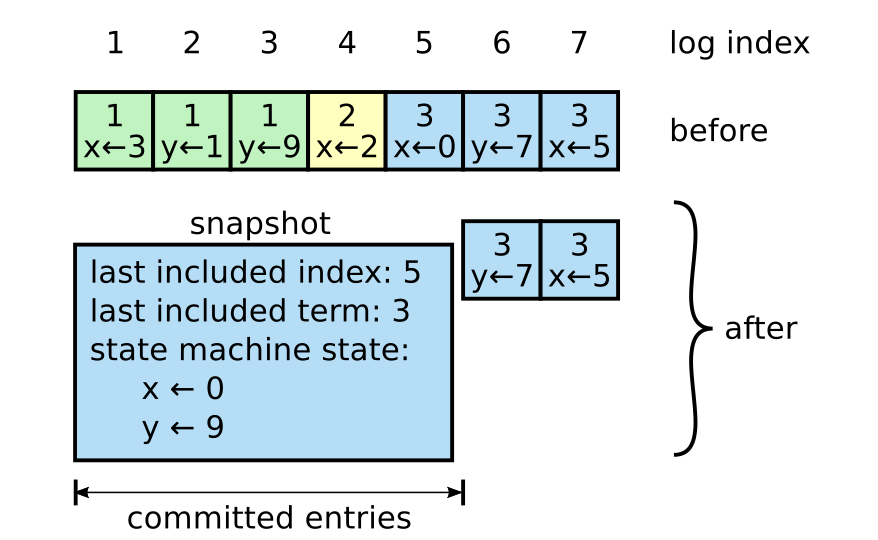 1 2 3 4 5 6 7 log index
1 1 1 2 3 3 3
x←3 y←1 y←9 x←2 x←0 y←7 x←5
before
snapshot
3 3
y←7 x←5
last included index: 5
last included term: 3
state machine state:
x ← 0
y ← 9
after
committed entries